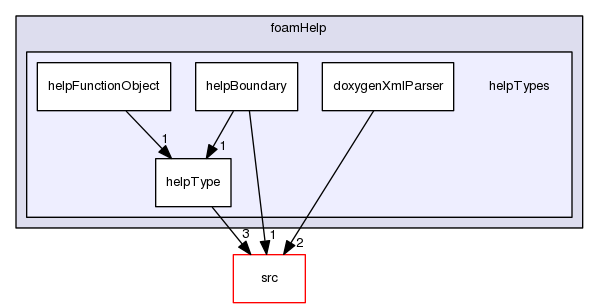 foamHelp
helpFunctionObject
helpBoundary
doxygenXmlParser
helpTypes
1
1
helpType
3
1
2
src